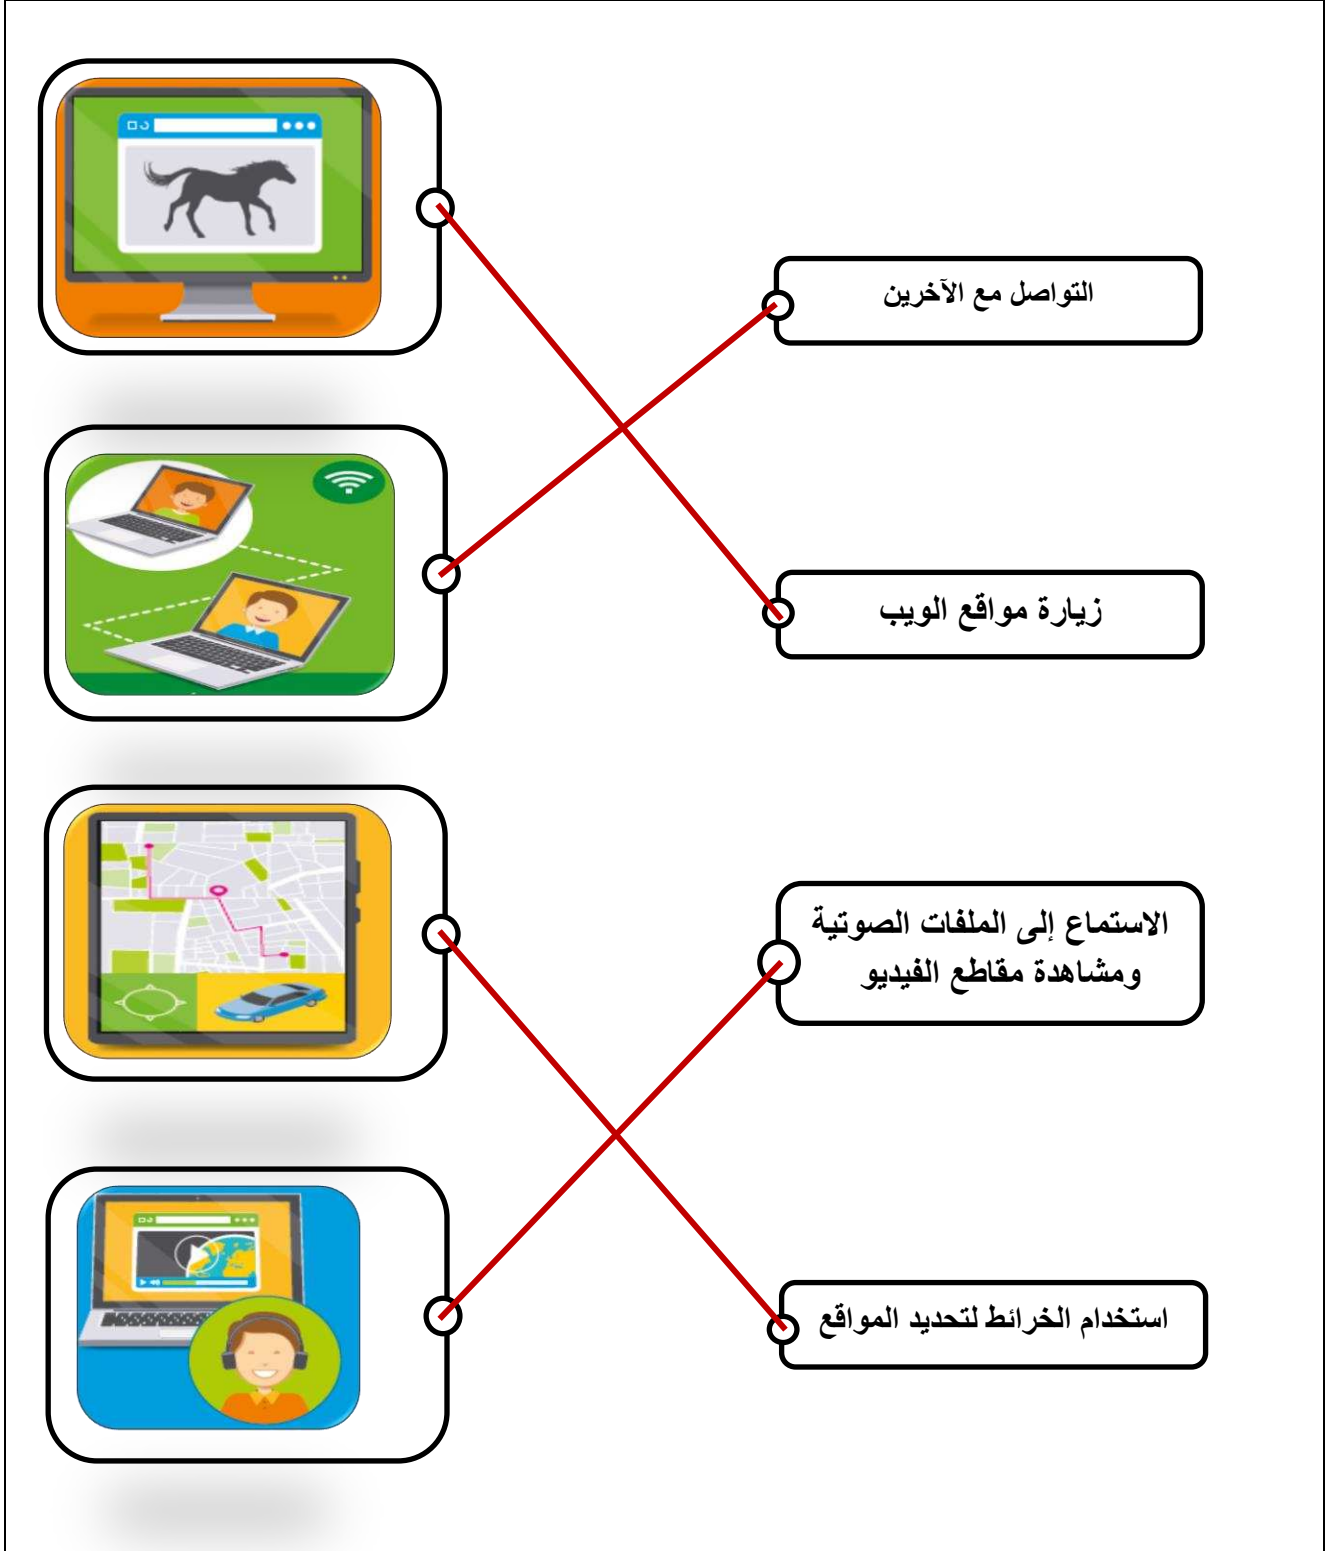 التواصل مع الآخرين
زيارة مواقع الويب
الاستماع إلى الملفات الصوتية
ومشاهدة مقاطع الفيديو
استخدام الخرائط لتحديد المواقع